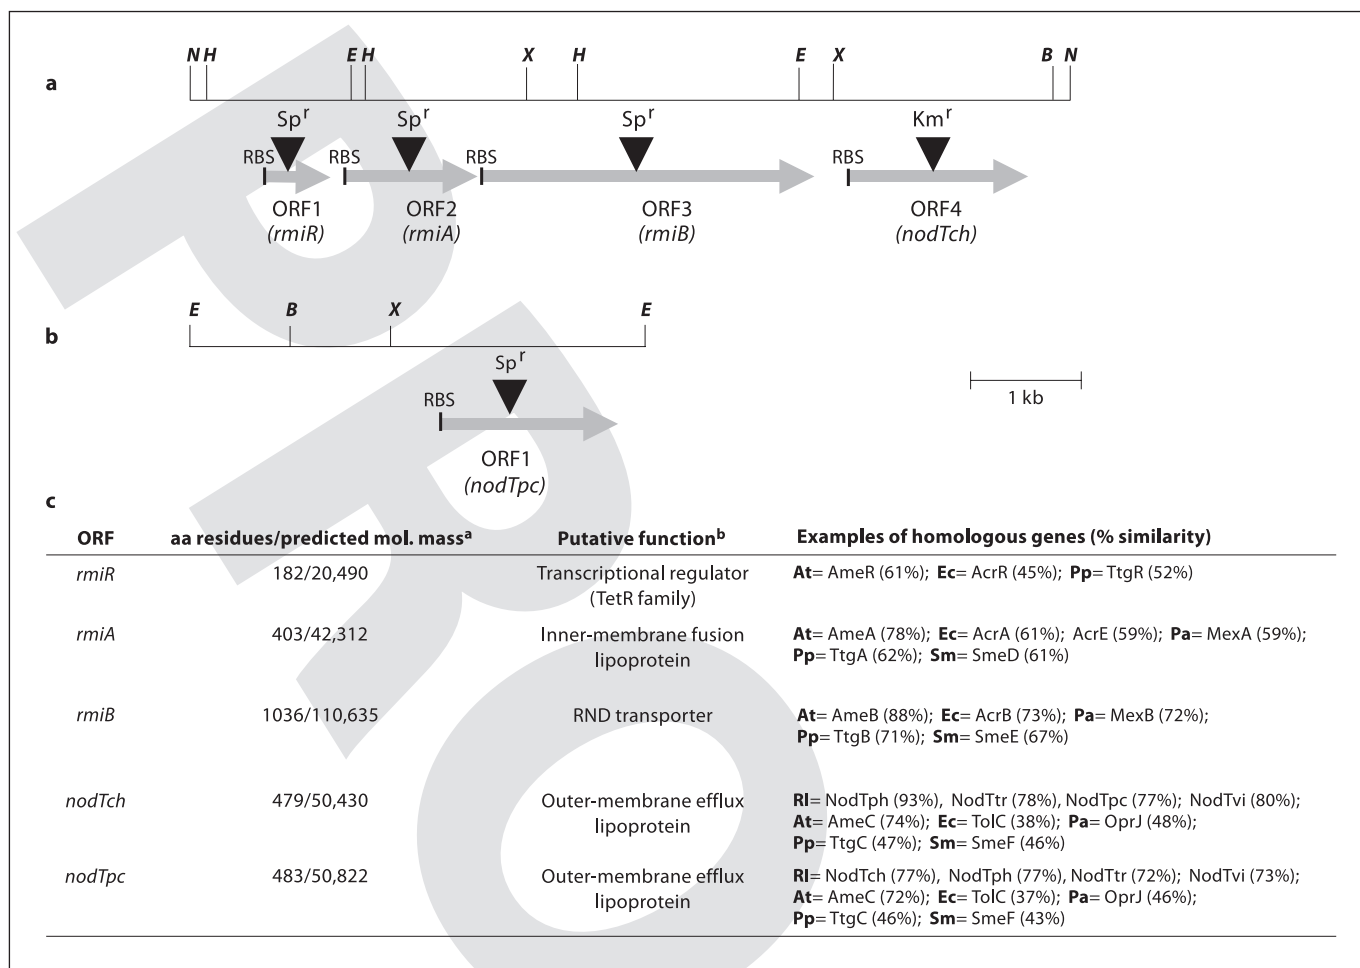 a
N H E H X H E X B N
Sp^r Sp^r Sp^r Km^r
RBS RBS RBS RBS
ORF1 ORF2 ORF3 ORF4
(rmiR) (rmiA) (rmiB) (nodTch)
b
E B X E
Sp^r
RBS
1 kb
ORF1
(nodTpc)
c
ORF aa residues/predicted mol. mass^a Putative function^b Examples of homologous genes (% similarity)
rmiR 182/20,490 Transcriptional regulator At= AmeR (61%); Ec= AcrR (45%); Pp= TtgR (52%)
(TetR family)
rmiA 403/42,312 Inner-membrane fusion At= AmeA (78%); Ec= AcrA (61%); AcrE (59%); Pa= MexA (59%);
lipoprotein Pp= TtgA (62%); Sm= SmeD (61%)
rmiB 1036/110,635 RND transporter At= AmeB (88%); Ec= AcrB (73%); Pa= MexB (72%);
Pp= TtgB (71%); Sm= SmeE (67%)
nodTch 479/50,430 Outer-membrane efflux Rl= NodTph (93%), NodTtr (78%), NodTpc (77%); NodTvi (80%);
lipoprotein At= AmeC (74%); Ec= TolC (38%); Pa= OprJ (48%);
Pp= TtgC (47%); Sm= SmeF (46%)
nodTpc 483/50,822 Outer-membrane efflux Rl= NodTch (77%), NodTph (77%), NodTtr (72%); NodTvi (73%);
lipoprotein At= AmeC (72%); Ec= TolC (37%); Pa= OprJ (46%);
Pp= TtgC (46%); Sm= SmeF (43%)
PRO